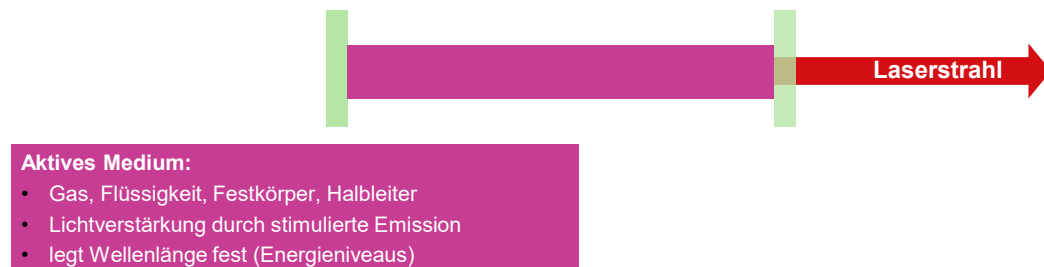 Laserstrahl
Aktives Medium:
• Gas, Flüssigkeit, Festkörper, Halbleiter
• Lichtverstärkung durch stimulierte Emission
• legt Wellenlänge fest (Energieniveaus)